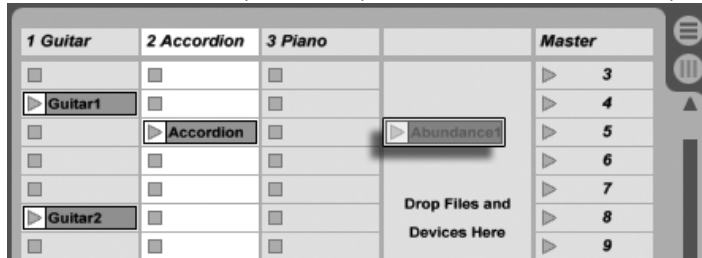 1 Guitar 2 Accordion 3 Piano Master
3
Guitar1 4
Accordion Abundance1 5
6
7
Drop Files and
Guitar2 8
Devices Here
9